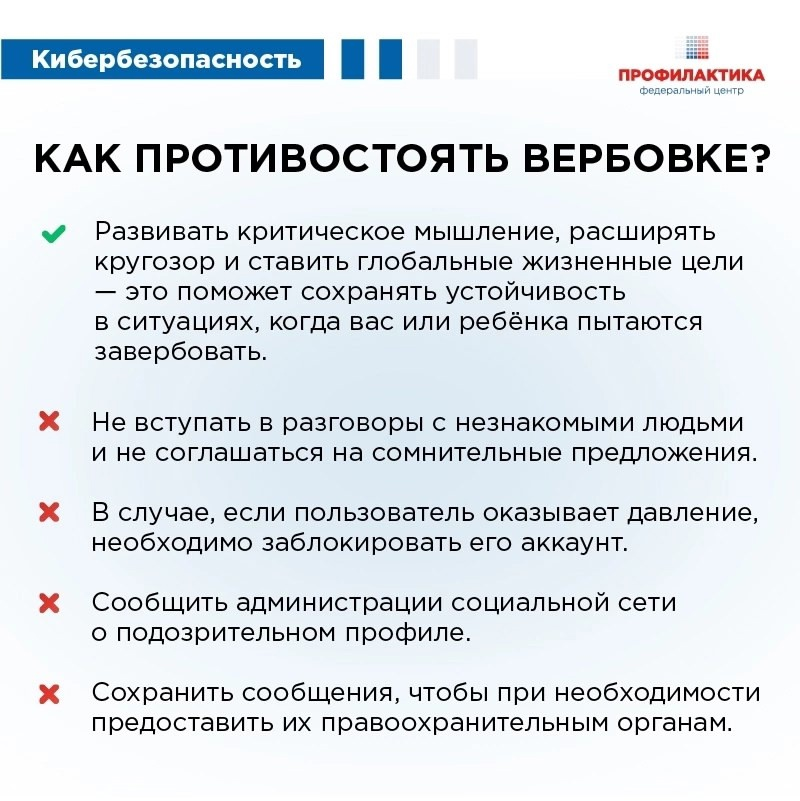 Кибербезопасность
ПРОФИЛАКТИКА
федеральный центр
КАК ПРОТИВОСТОЯТЬ ВЕРБОВКЕ?
Развивать критическое мышление, расширять
кругозор и ставить глобальные жизненные цели
— это поможет сохранять устойчивость
в ситуациях, когда вас или ребёнка пытаются
завербовать.
Не вступать в разговоры с незнакомыми людьми
и не соглашаться на сомнительные предложения.
В случае, если пользователь оказывает давление,
необходимо заблокировать его аккаунт.
Сообщить администрации социальной сети
о подозрительном профиле.
Сохранить сообщения, чтобы при необходимости
предоставить их правоохранительным органам.